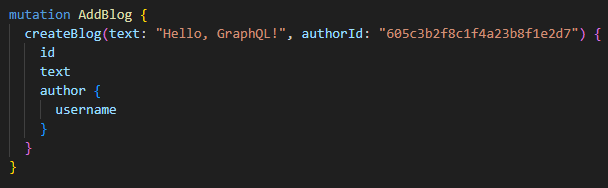 mutation AddBlog {
  createBlog(text: "Hello, GraphQL!", authorId: "605c3b2f8c1f4a23b8f1e2d7") {
    id
    text
    author {
      username
    }
  }
}